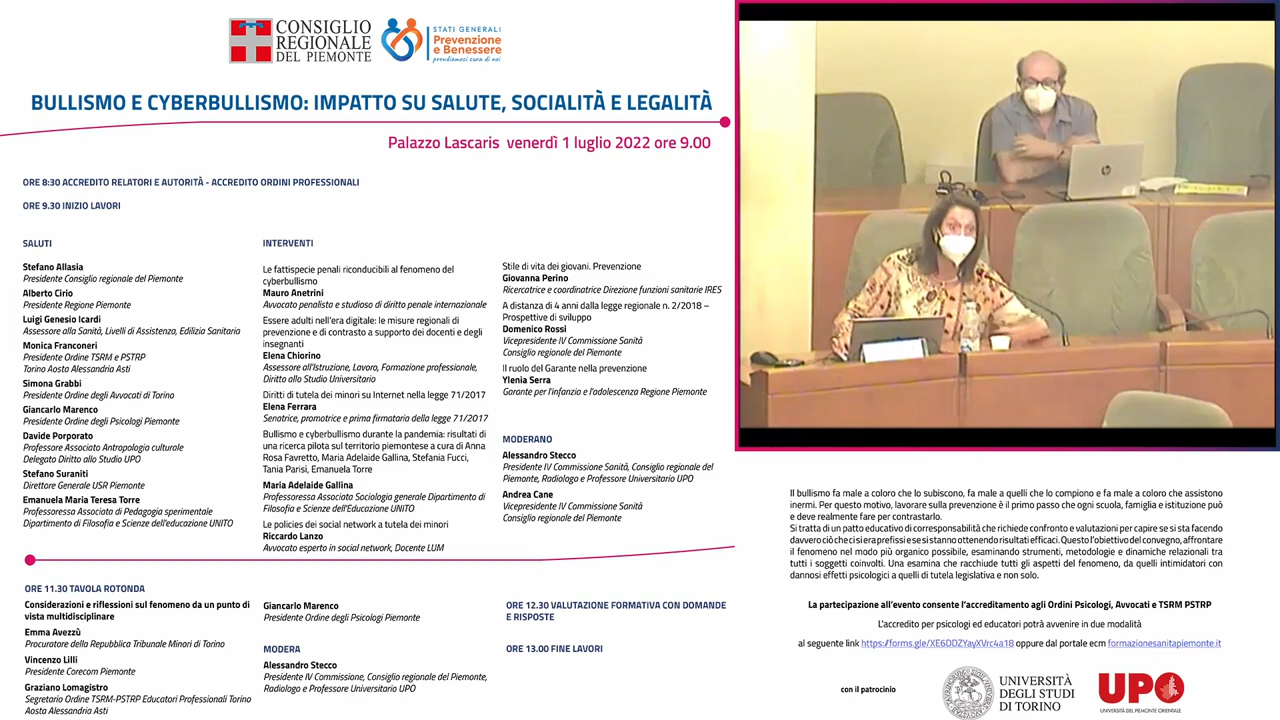 CONSIGLIO
REGIONALE
DEL PIEMONTE
STATI GENERALI
Prevenzione
e Benessere
prendiamoci cura di noi
BULLISMO E CYBERBULLISMO: IMPATTO SU SALUTE, SOCIALITÀ E LEGALITÀ
Palazzo Lascaris venerdì 1 luglio 2022 ore 9.00
ORE 8:30 ACCREDITO RELATORI E AUTORITÀ - ACCREDITO ORDINI PROFESSIONALI
ORE 9.30 INIZIO LAVORI
SALUTI
Stefano Allasia
Presidente Consiglio regionale del Piemonte
Alberto Cirio
Presidente Regione Piemonte
Luigi Genesio Icardi
Assessore alla Sanità, Livelli di Assistenza, Edilizia Sanitaria
Monica Franconeri
Presidente Ordine TSRM e PSTRP
Torino Aosta Alessandria Asti
Simona Grabbi
Presidente Ordine degli Avvocati di Torino
Giancarlo Marenco
Presidente Ordine degli Psicologi Piemonte
Davide Porporato
Professore Associato Antropologia culturale
Delegato Diritto allo Studio UPO
Stefano Suraniti
Direttore Generale USR Piemonte
Emanuela Maria Teresa Torre
Professoressa Associata di Pedagogia sperimentale
Dipartimento di Filosofia e Scienze dell'educazione UNITO
INTERVENTI
Le fattispecie penali riconducibili al fenomeno del
cyberbullismo
Mauro Anetrini
Avvocato penalista e studioso di diritto penale internazionale
Essere adulti nell'era digitale: le misure regionali di
prevenzione e di contrasto a supporto dei docenti e degli
insegnanti
Elena Chiorino
Assessore all'Istruzione, Lavoro, Formazione professionale,
Diritto allo Studio Universitario
Diritti di tutela dei minori su Internet nella legge 71/2017
Elena Ferrara
Senatrice, promotrice e prima firmataria della legge 71/2017
Bullismo e cyberbullismo durante la pandemia: risultati di
una ricerca pilota sul territorio piemontese a cura di Anna
Rosa Favretto, Maria Adelaide Gallina, Stefania Fucci,
Tania Parisi, Emanuela Torre
Maria Adelaide Gallina
Professoressa Associata Sociologia generale Dipartimento di
Filosofia e Scienze dell'Educazione UNITO
Le policies dei social network a tutela dei minori
Riccardo Lanzo
Avvocato esperto in social network, Docente LUM
Stile di vita dei giovani. Prevenzione
Giovanna Perino
Ricercatrice e coordinatrice Direzione funzioni sanitarie IRES
A distanza di 4 anni dalla legge regionale n. 2/2018 –
Prospettive di sviluppo
Domenico Rossi
Vicepresidente IV Commissione Sanità
Consiglio regionale del Piemonte
Il ruolo del Garante nella prevenzione
Ylenia Serra
Garante per l'infanzia e l'adolescenza Regione Piemonte
MODERANO
Alessandro Stecco
Presidente IV Commissione Sanità, Consiglio regionale del
Piemonte, Radiologo e Professore Universitario UPO
Andrea Cane
Vicepresidente IV Commissione Sanità
Consiglio regionale del Piemonte
ORE 11.30 TAVOLA ROTONDA
Considerazioni e riflessioni sul fenomeno da un punto di
vista multidisciplinare
Emma Avezzù
Procuratore della Repubblica Tribunale Minori di Torino
Vincenzo Lilli
Presidente Corecom Piemonte
Graziano Lomagistro
Segretario Ordine TSRM-PSTRP Educatori Professionali Torino
Aosta Alessandria Asti
Giancarlo Marenco
Presidente Ordine degli Psicologi Piemonte
MODERA
Alessandro Stecco
Presidente IV Commissione, Consiglio regionale del Piemonte,
Radiologo e Professore Universitario UPO
ORE 12.30 VALUTAZIONE FORMATIVA CON DOMANDE
E RISPOSTE
ORE 13.00 FINE LAVORI
Il bullismo fa male a coloro che lo subiscono, fa male a quelli che lo compiono e fa male a coloro che assistono
inermi. Per questo motivo, lavorare sulla prevenzione è il primo passo che ogni scuola, famiglia e istituzione può
e deve realmente fare per contrastarlo.
Si tratta di un patto educativo di corresponsabilità che richiede confronto e valutazioni per capire se si sta facendo
davvero ciò che ci si era prefissi e se si stanno ottenendo risultati efficaci. Questo l'obiettivo del convegno, affrontare
il fenomeno nel modo più organico possibile, esaminando strumenti, metodologie e dinamiche relazionali tra
tutti i soggetti coinvolti. Una esamina che racchiude tutti gli aspetti del fenomeno, da quelli intimidatori con
dannosi effetti psicologici a quelli di tutela legislativa e non solo.
La partecipazione all'evento consente l'accreditamento agli Ordini Psicologi, Avvocati e TSRM PSTRP
L'accredito per psicologi ed educatori potrà avvenire in due modalità
al seguente link https://forms.gle/XE6DDZYayXVrc4a18 oppure dal portale ecm formazionesanitapiemonte.it
con il patrocinio
UNIVERSITÀ
DEGLI STUDI
DI TORINO
UPO
UNIVERSITÀ DEL PIEMONTE ORIENTALE